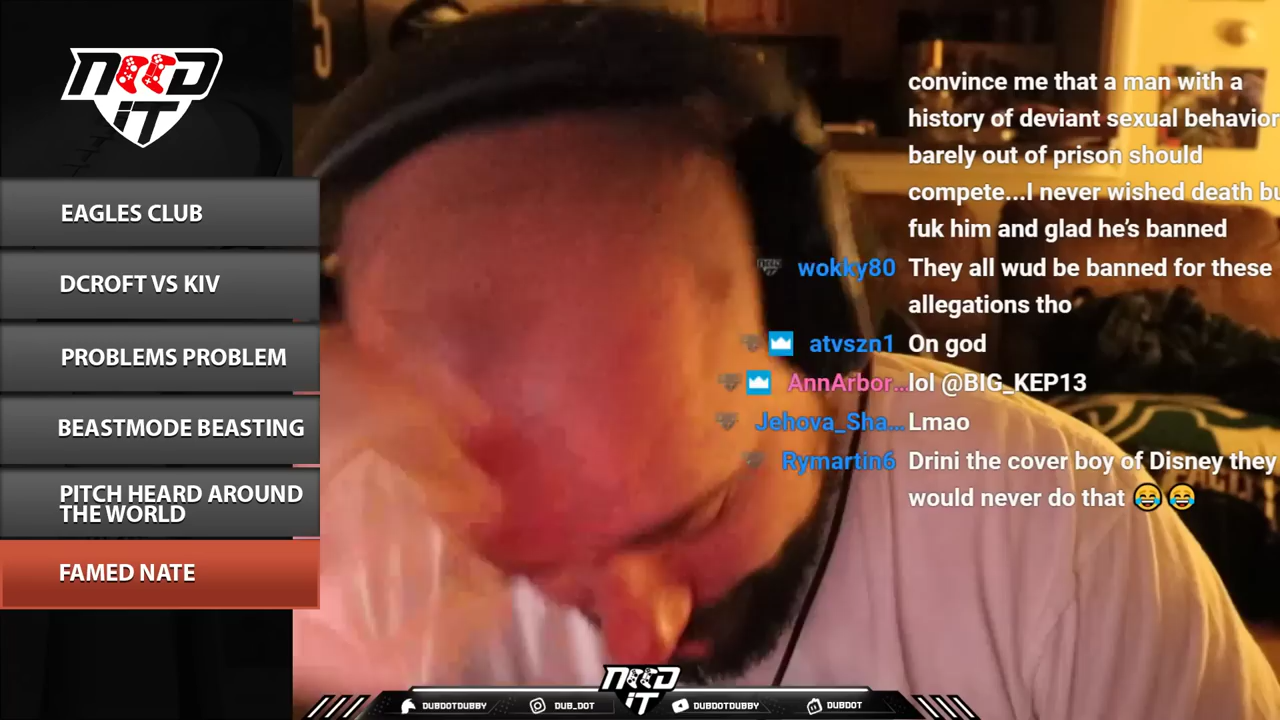 NEED
iT
EAGLES CLUB
DCROFT VS KIV
PROBLEMS PROBLEM
BEASTMODE BEASTING
PITCH HEARD AROUND
THE WORLD
FAMED NATE
convince me that a man with a
history of deviant sexual behavior
barely out of prison should
compete...I never wished death bu
fuk him and glad he’s banned
wokky80 They all wud be banned for these
allegations tho
atvszn1 On god
AnnArbor... lol @BIG_KEP13
Jehova_Sha... Lmao
Rymartin6 Drini the cover boy of Disney they
would never do that 😂 😂
NEED
iT
DUBDOTDUBBY DUB_DOT DUBDOTDUBBY DUBDOT